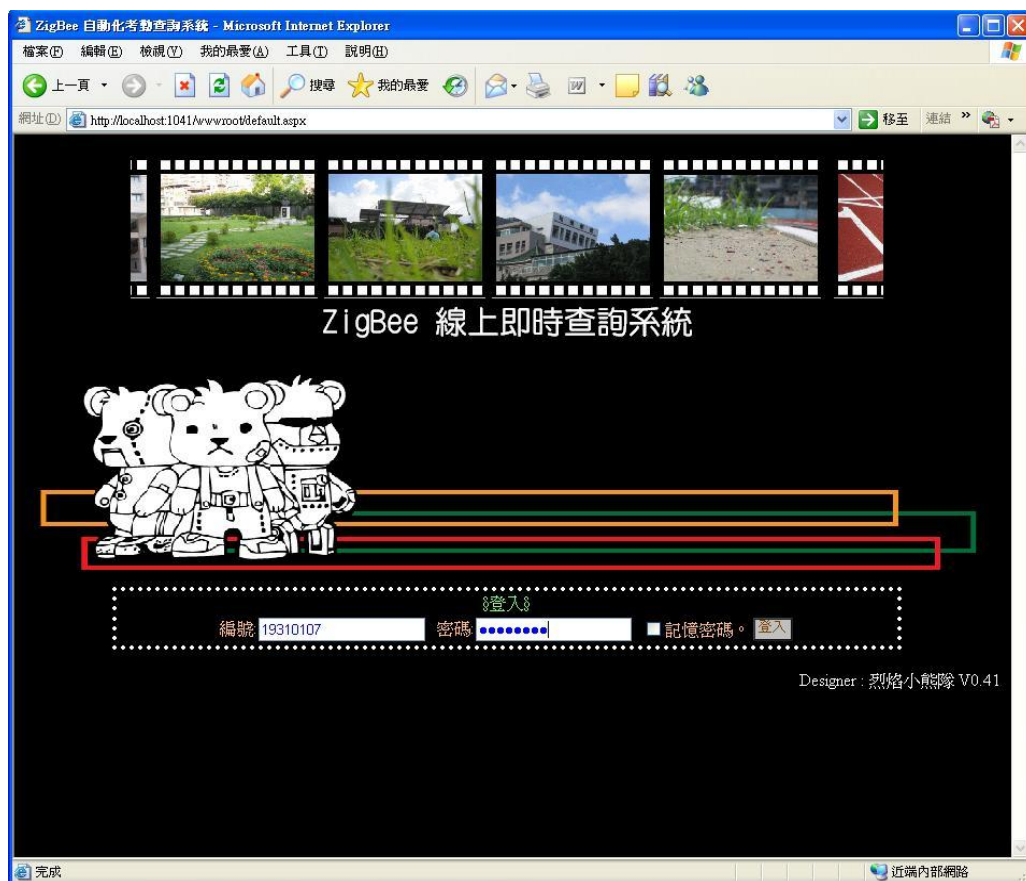 ZigBee 自動化考勤查詢系統 - Microsoft Internet Explorer
檔案(F) 編輯(E) 檢視(V) 我的最愛(A) 工具(T) 說明(H)
上一頁 搜尋 我的最愛
網址(D) http://localhost:1041/wwwroot/default.aspx 移至 連結 »
ZigBee 線上即時查詢系統
§登入§
編號: 19310107 密碼: ●●●●●●●● 記憶密碼。 登入
Designer : 烈焰小熊隊 V0.41
完成 近端內部網路